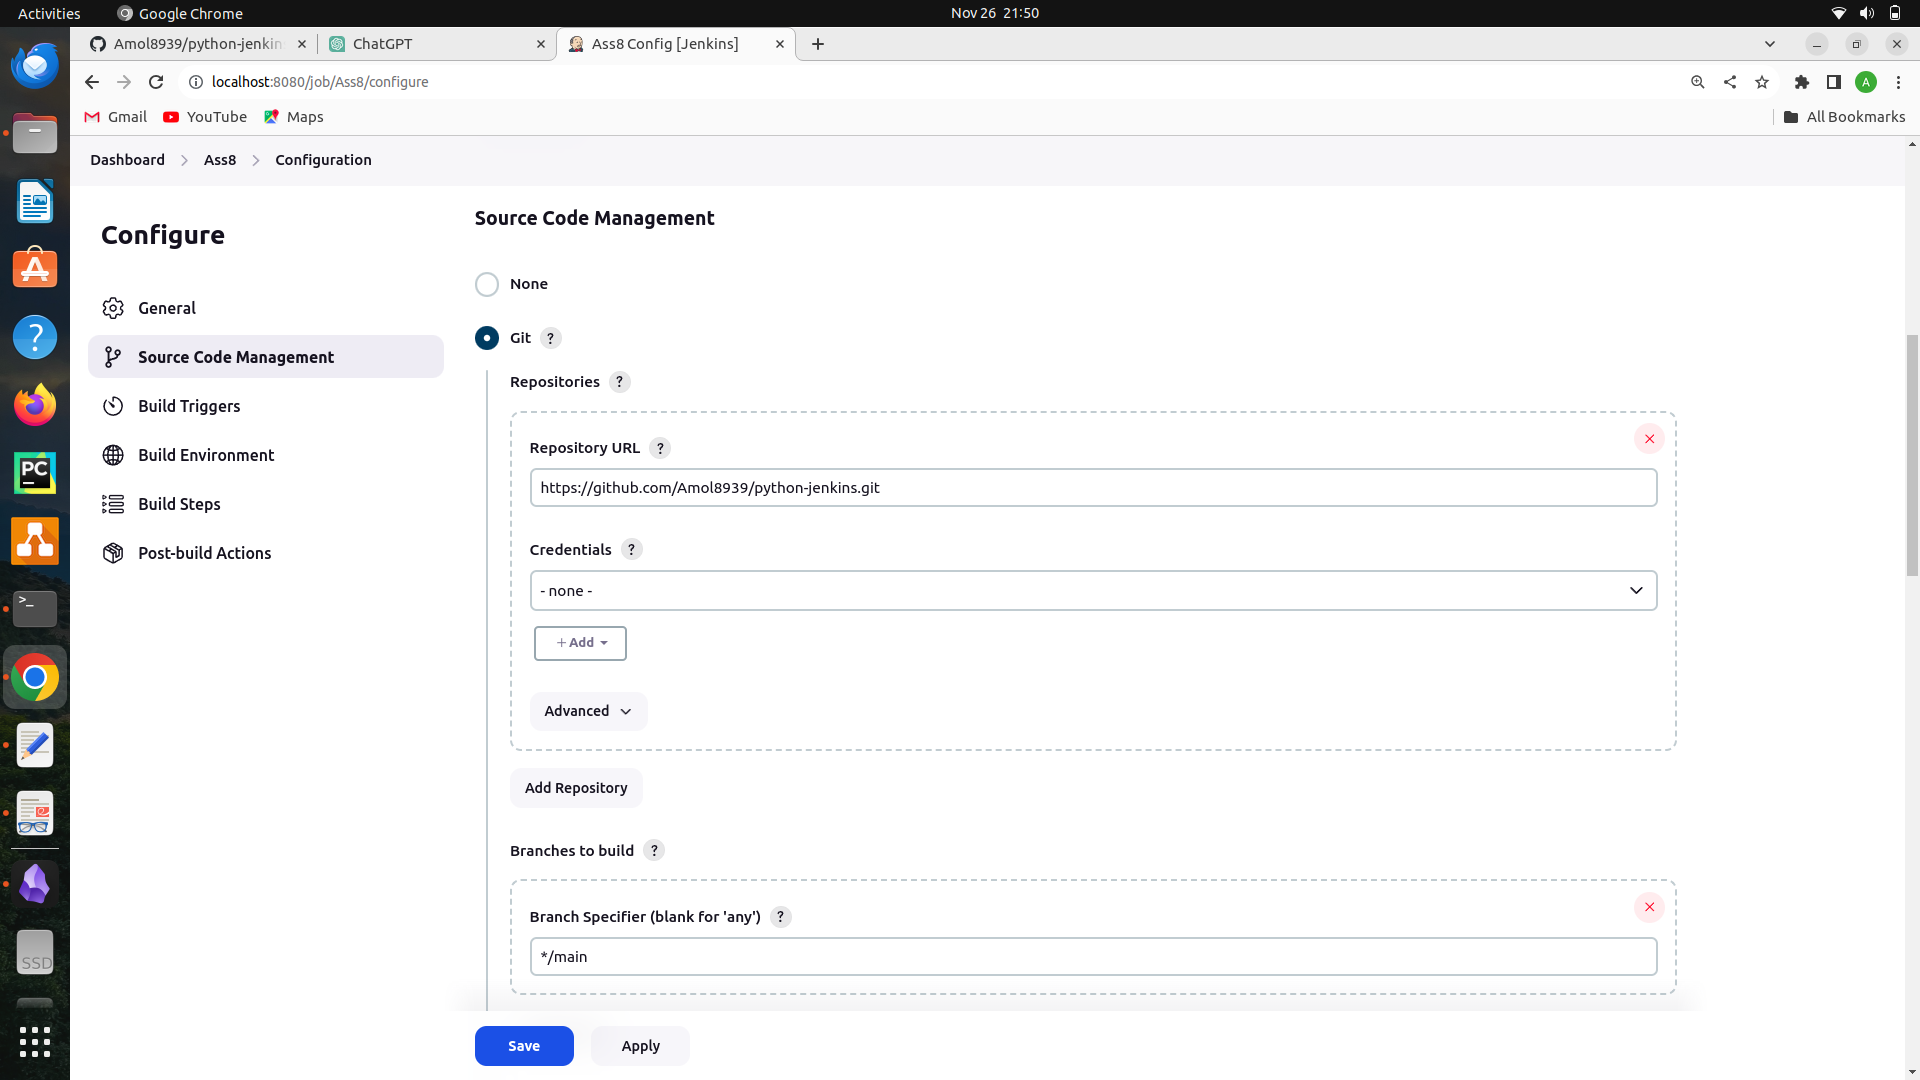 Activities
Google Chrome
Nov 26 21:50
Amol8939/python-jenkin
ChatGPT
Ass8 Config [Jenkins]
localhost:8080/job/Ass8/configure
A
Gmail
YouTube
Maps
All Bookmarks
Dashboard
Ass8
Configuration
Configure
General
Source Code Management
Build Triggers
Build Environment
Build Steps
Post-build Actions
Source Code Management
None
Git ?
Repositories ?
Repository URL ?
https://github.com/Amol8939/python-jenkins.git
Credentials ?
- none -
+ Add
Advanced
Add Repository
Branches to build ?
Branch Specifier (blank for 'any') ?
*/main
Save
Apply
?
PC
>_
SSD